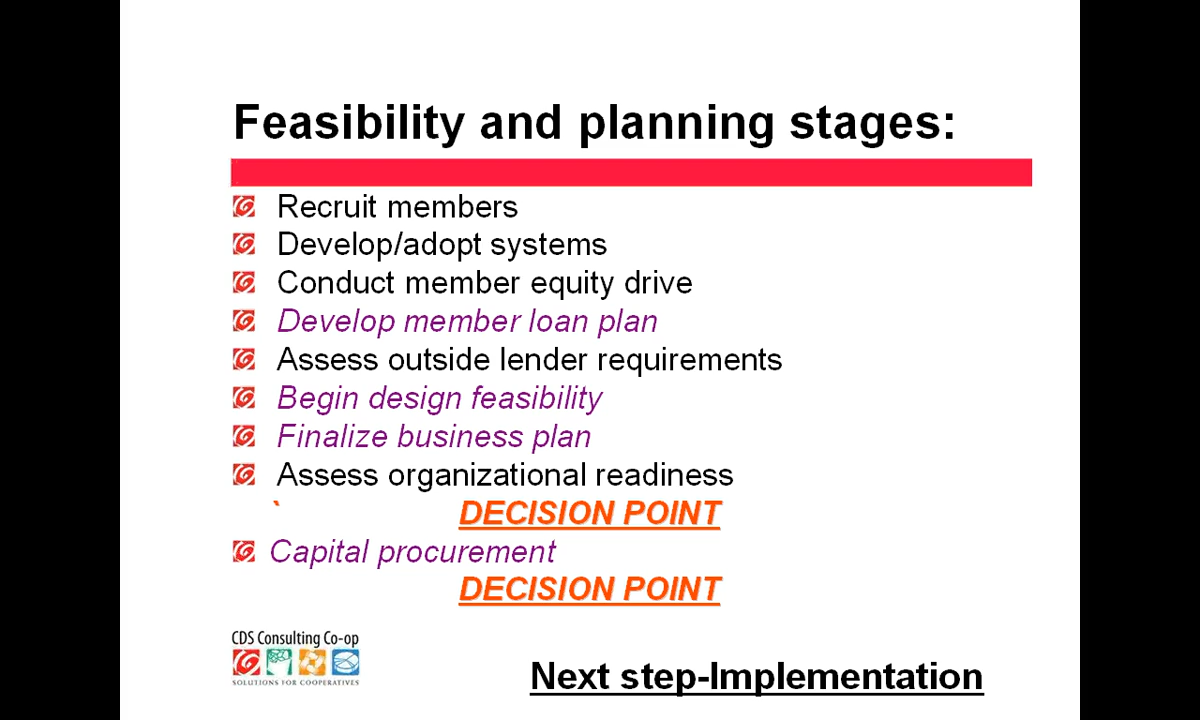 Feasibility and planning stages:
Recruit members
Develop/adopt systems
Conduct member equity drive
Develop member loan plan
Assess outside lender requirements
Begin design feasibility
Finalize business plan
Assess organizational readiness
` DECISION POINT
Capital procurement
DECISION POINT
CDS Consulting Co-op
SOLUTIONS FOR COOPERATIVES
Next step-Implementation